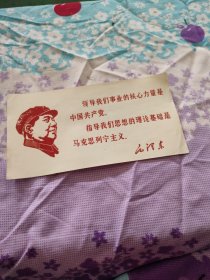 领导我们事业的核心力量是
中国共产党。
指导我们思想的理论基础是
马克思列宁主义。
毛泽东